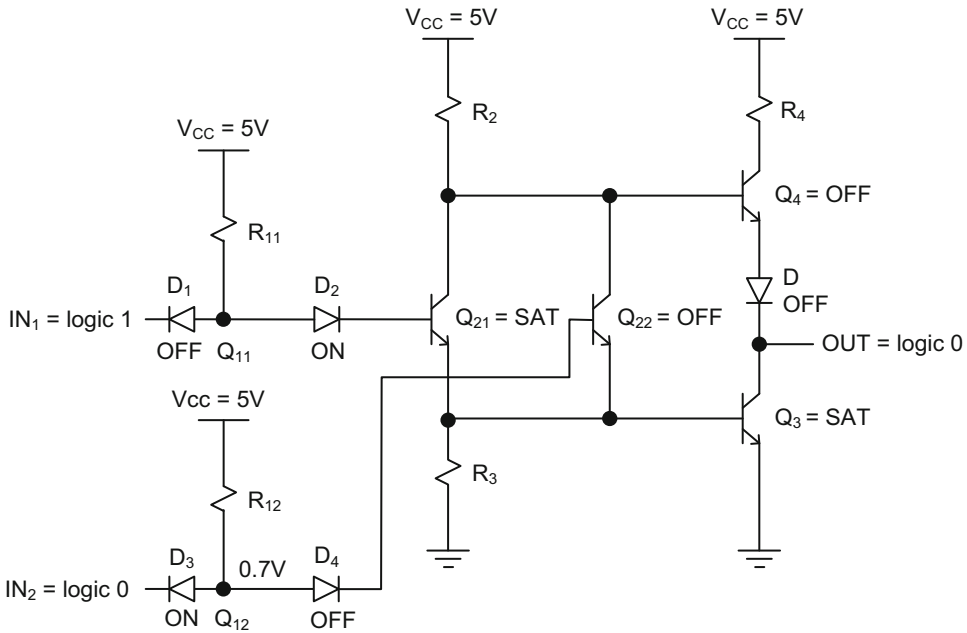 V_CC = 5V
V_CC = 5V
R_2
R_4
V_CC = 5V
Q_4 = OFF
R_11
D_1
D_2
D
OFF
IN_1 = logic 1
Q_21 = SAT
Q_22 = OFF
OUT = logic 0
OFF
Q_11
ON
Vcc = 5V
Q_3 = SAT
R_3
R_12
D_3
0.7V
D_4
IN_2 = logic 0
ON
Q_12
OFF